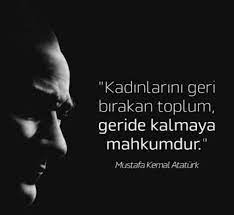 "Kadınlarını geri
bırakan toplum,
geride kalmaya
mahkumdur."
Mustafa Kemal Atatürk